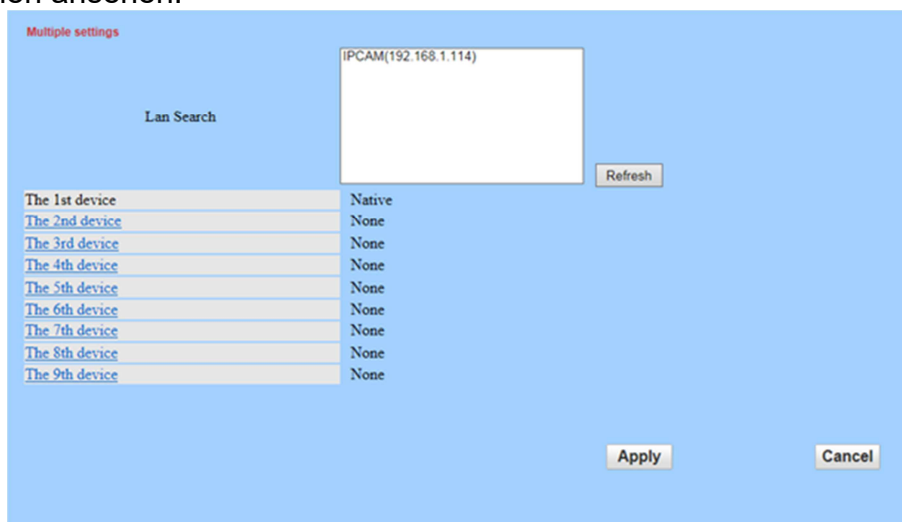 ansehen.
Multiple settings
IPCAM(192.168.1.114)
Lan Search
Refresh
The 1st device Native
The 2nd device None
The 3rd device None
The 4th device None
The 5th device None
The 6th device None
The 7th device None
The 8th device None
The 9th device None
Apply Cancel